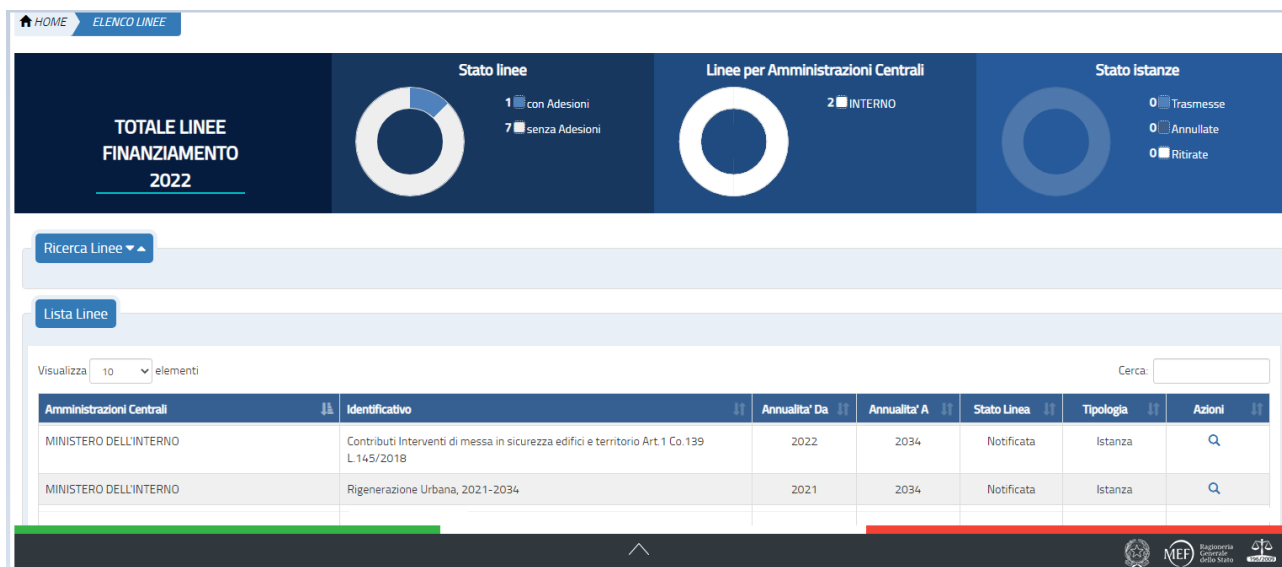 HOME
ELENCO LINEE
TOTALE LINEE
FINANZIAMENTO
2022
Stato linee
1 con Adesioni
7 senza Adesioni
Linee per Amministrazioni Centrali
2 INTERNO
Stato istanze
0 Trasmesse
0 Annullate
0 Ritirate
Ricerca Linee
Lista Linee
Visualizza 10 elementi
Cerca:
Amministrazioni Centrali Identificativo Annualita' Da Annualita' A Stato Linea Tipologia Azioni
MINISTERO DELL'INTERNO Contributi Interventi di messa in sicurezza edifici e territorio Art.1 Co.139
L.145/2018 2022 2034 Notificata Istanza
MINISTERO DELL'INTERNO Rigenerazione Urbana, 2021-2034 2021 2034 Notificata Istanza
MEF
Ragioneria
Generale
dello Stato
196/2009